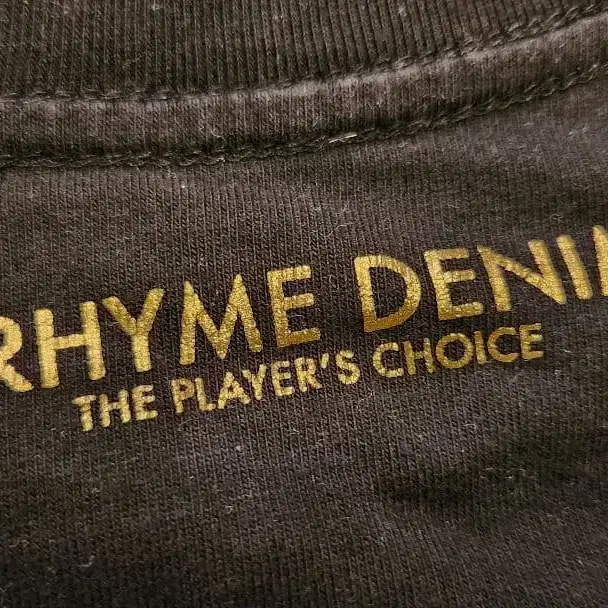 RHYME DENI
THE PLAYER'S CHOICE